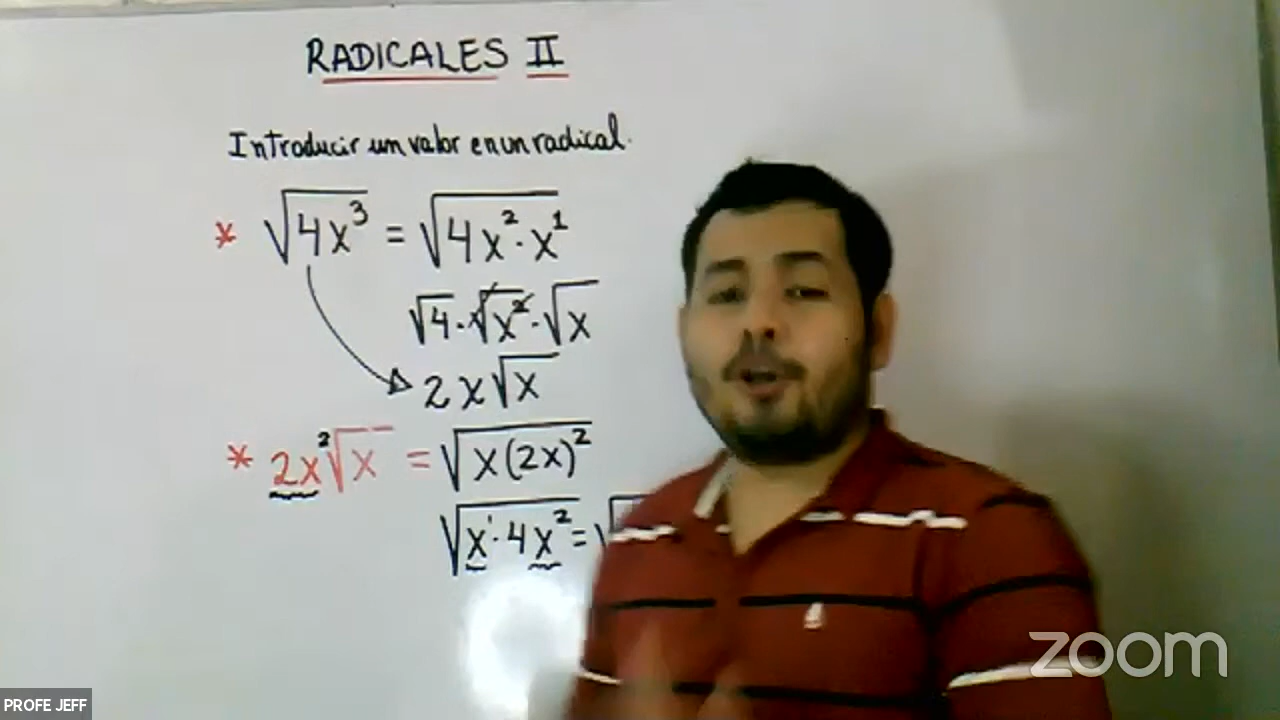 RADICALES II
Introducir un valor en un radical.
* √4x³ = √4x²·x¹
√4·√x²·√x
2x√x
* 2x ²√x = √x(2x)²
√x¹·4x² = √
zoom
PROFE JEFF